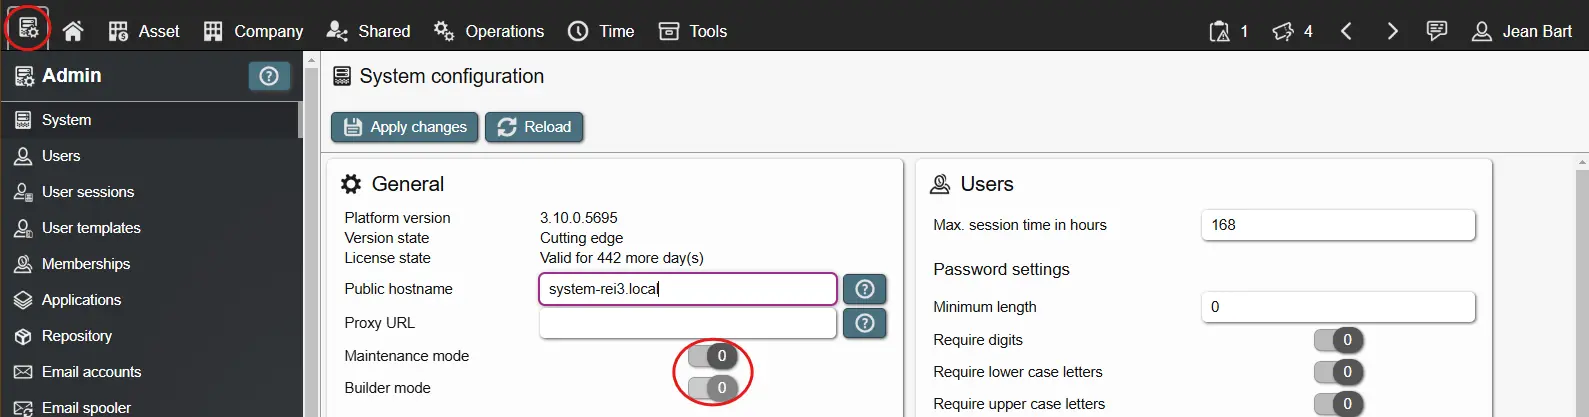 Asset Company Shared Operations Time Tools 1 4 Jean Bart
Admin
System
Users
User sessions
User templates
Memberships
Applications
Repository
Email accounts
Email spooler
System configuration
Apply changes Reload
General
Platform version 3.10.0.5695
Version state Cutting edge
License state Valid for 442 more day(s)
Public hostname system-rei3.local
Proxy URL
Maintenance mode 0
Builder mode 0
Users
Max. session time in hours 168
Password settings
Minimum length 0
Require digits 0
Require lower case letters 0
Require upper case letters 0